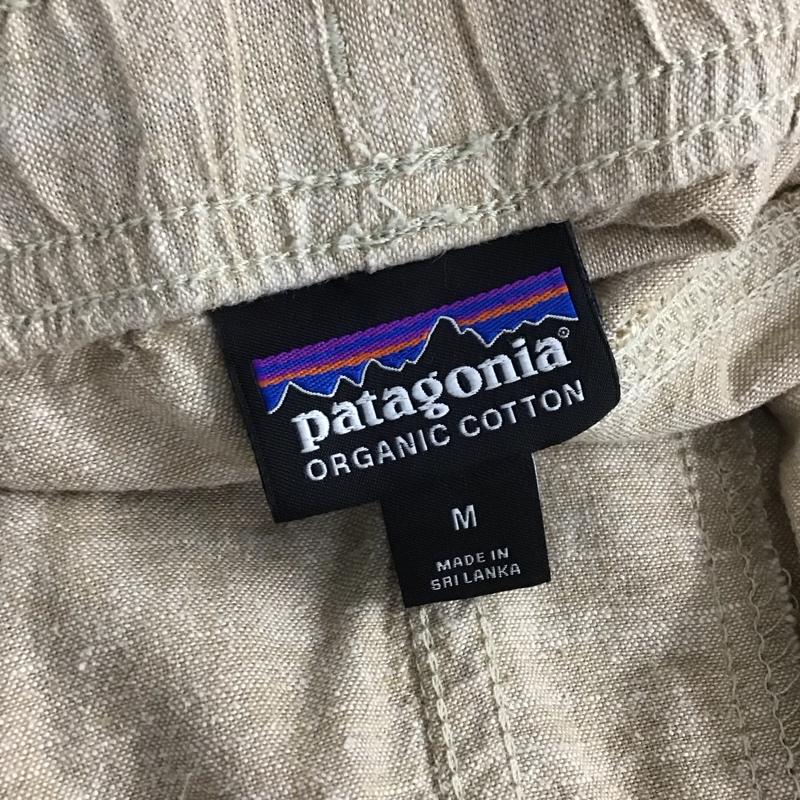 patagonia®
ORGANIC COTTON
M
MADE IN
SRI LANKA